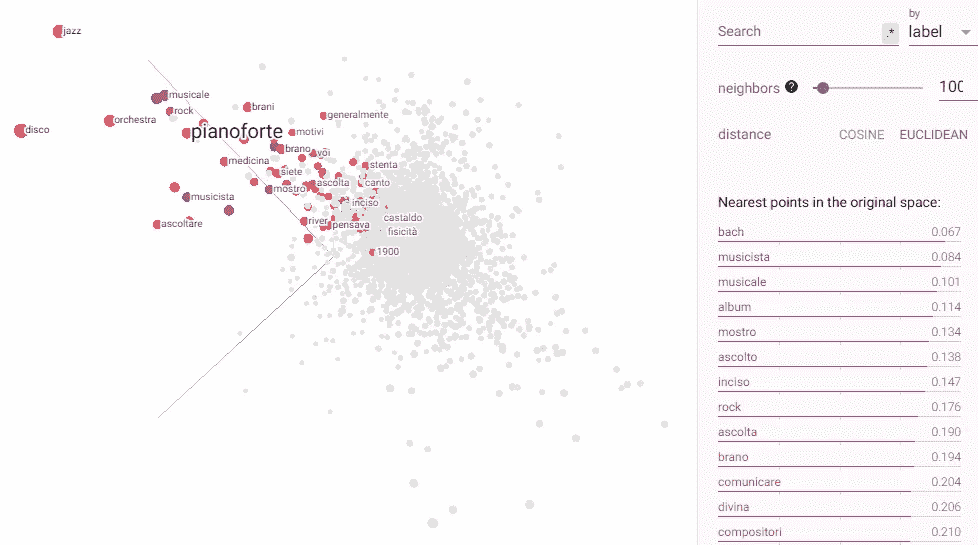 jazz
musicale
rock
brani
orchestra
disco
pianoforte
generalmente
motivi
brano
voi
medicina
siete
stenta
mostro
ascolta
canto
musicista
inciso
ascoltare
river
pensava
castaldo
fisicità
1900
Search
.*
by
label
neighbors ?
100
distance
COSINE
EUCLIDEAN
Nearest points in the original space:
bach 0.067
musicista 0.084
musicale 0.101
album 0.114
mostro 0.134
ascolto 0.138
inciso 0.147
rock 0.176
ascolta 0.190
brano 0.194
comunicare 0.204
divina 0.206
compositori 0.210